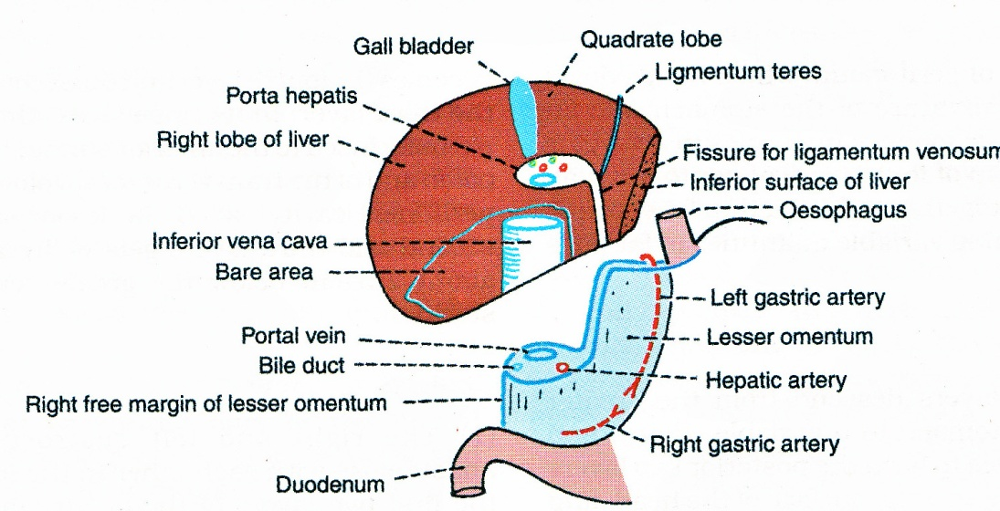 Gall bladder
Quadrate lobe
Ligmentum teres
Porta hepatis
Right lobe of liver
Fissure for ligamentum venosum
Inferior surface of liver
Oesophagus
Inferior vena cava
Bare area
Left gastric artery
Portal vein
Lesser omentum
Bile duct
Hepatic artery
Right free margin of lesser omentum
Right gastric artery
Duodenum